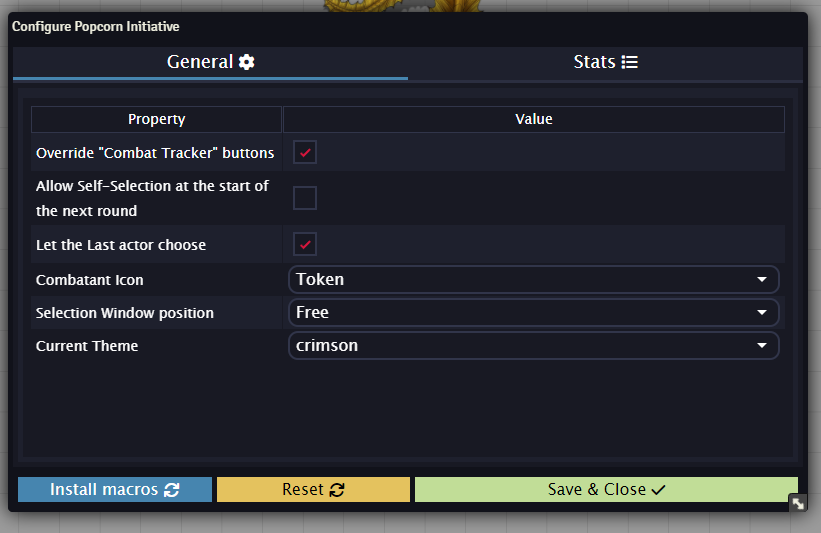 Configure Popcorn Initiative
General
Stats
Property
Value
Override "Combat Tracker" buttons
Allow Self-Selection at the start of
the next round
Let the Last actor choose
Combatant Icon
Token
Selection Window position
Free
Current Theme
crimson
Install macros
Reset
Save & Close